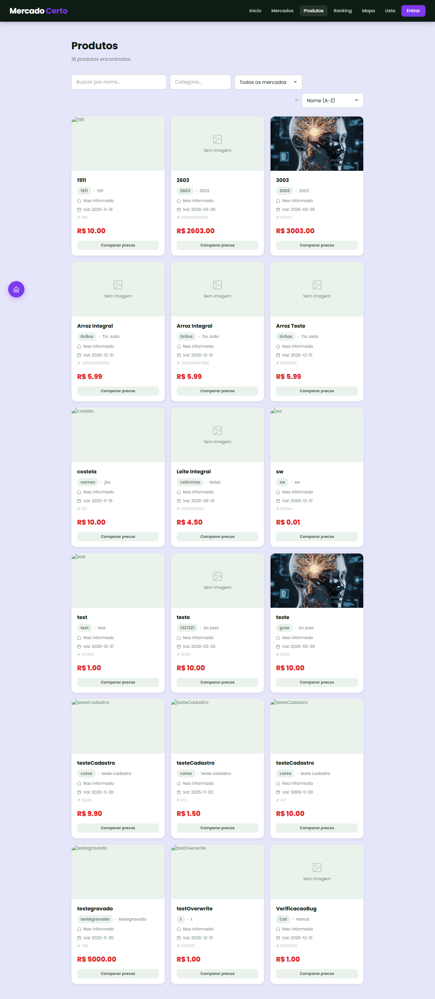 Mercado Certo
Inicio Mercados Produtos Ranking Mapa Lista Entrar
Produtos
18 produtos encontrados
Buscar por nome... Categoria... Todos os mercados
Nome (A-Z)
1911
Sem imagem
1911 2603 3003
1911 • 1911 2603 • 2603 3003 • 3003
Nao informado Nao informado Nao informado
Val: 2025-11-19 Val: 2026-03-26 Val: 2026-03-30
# 1911 # 260326032603 # 123321
R$ 10.00 R$ 2603.00 R$ 3003.00
Comparar precos Comparar precos Comparar precos
Sem imagem Sem imagem Sem imagem
Arroz Integral Arroz Integral Arroz Teste
Grãos • Tio João Grãos • Tio João Grãos • Tio João
Nao informado Nao informado Nao informado
Val: 2026-12-31 Val: 2026-12-31 Val: 2026-12-31
# 7891234567890 # 7891234567890 # 9999999
R$ 5.99 R$ 5.99 R$ 5.99
Comparar precos Comparar precos Comparar precos
costela sw
Sem imagem
costela Leite Integral sw
carnes • jbs Laticinios • Italac sw • sw
Nao informado Nao informado Nao informado
Val: 2025-11-15 Val: 2026-06-01 Val: 2099-12-31
# 123 # 78910251234 # 000sw
R$ 10.00 R$ 4.50 R$ 0.01
Comparar precos Comparar precos Comparar precos
test
Sem imagem
test teste teste
test • test 1321321 • tio joao grao • tio joao
Nao informado Nao informado Nao informado
Val: 2026-12-31 Val: 2026-03-26 Val: 2026-03-30
# 123456 # 19136 # 19136
R$ 1.00 R$ 10.00 R$ 10.00
Comparar precos Comparar precos Comparar precos
testeCadastro testeCadastro testeCadastro
testeCadastro testeCadastro testeCadastro
catse • teste cadastro catse • teste cadastro catse • teste cadastro
Nao informado Nao informado Nao informado
Val: 2025-11-20 Val: 2025-11-20 Val: 5999-11-20
# 12346 # 123 # 147
R$ 9.90 R$ 1.50 R$ 10.00
Comparar precos Comparar precos Comparar precos
testegravado testOverwrite
Sem imagem
testegravado testOverwrite VerificacaoBug
testegravado • testegravado t • t Cat • Marca
Nao informado Nao informado Nao informado
Val: 2025-11-20 Val: 2026-12-31 Val: 2026-12-31
# 789 # 000000 # 111222333
R$ 5000.00 R$ 1.00 R$ 1.00
Comparar precos Comparar precos Comparar precos